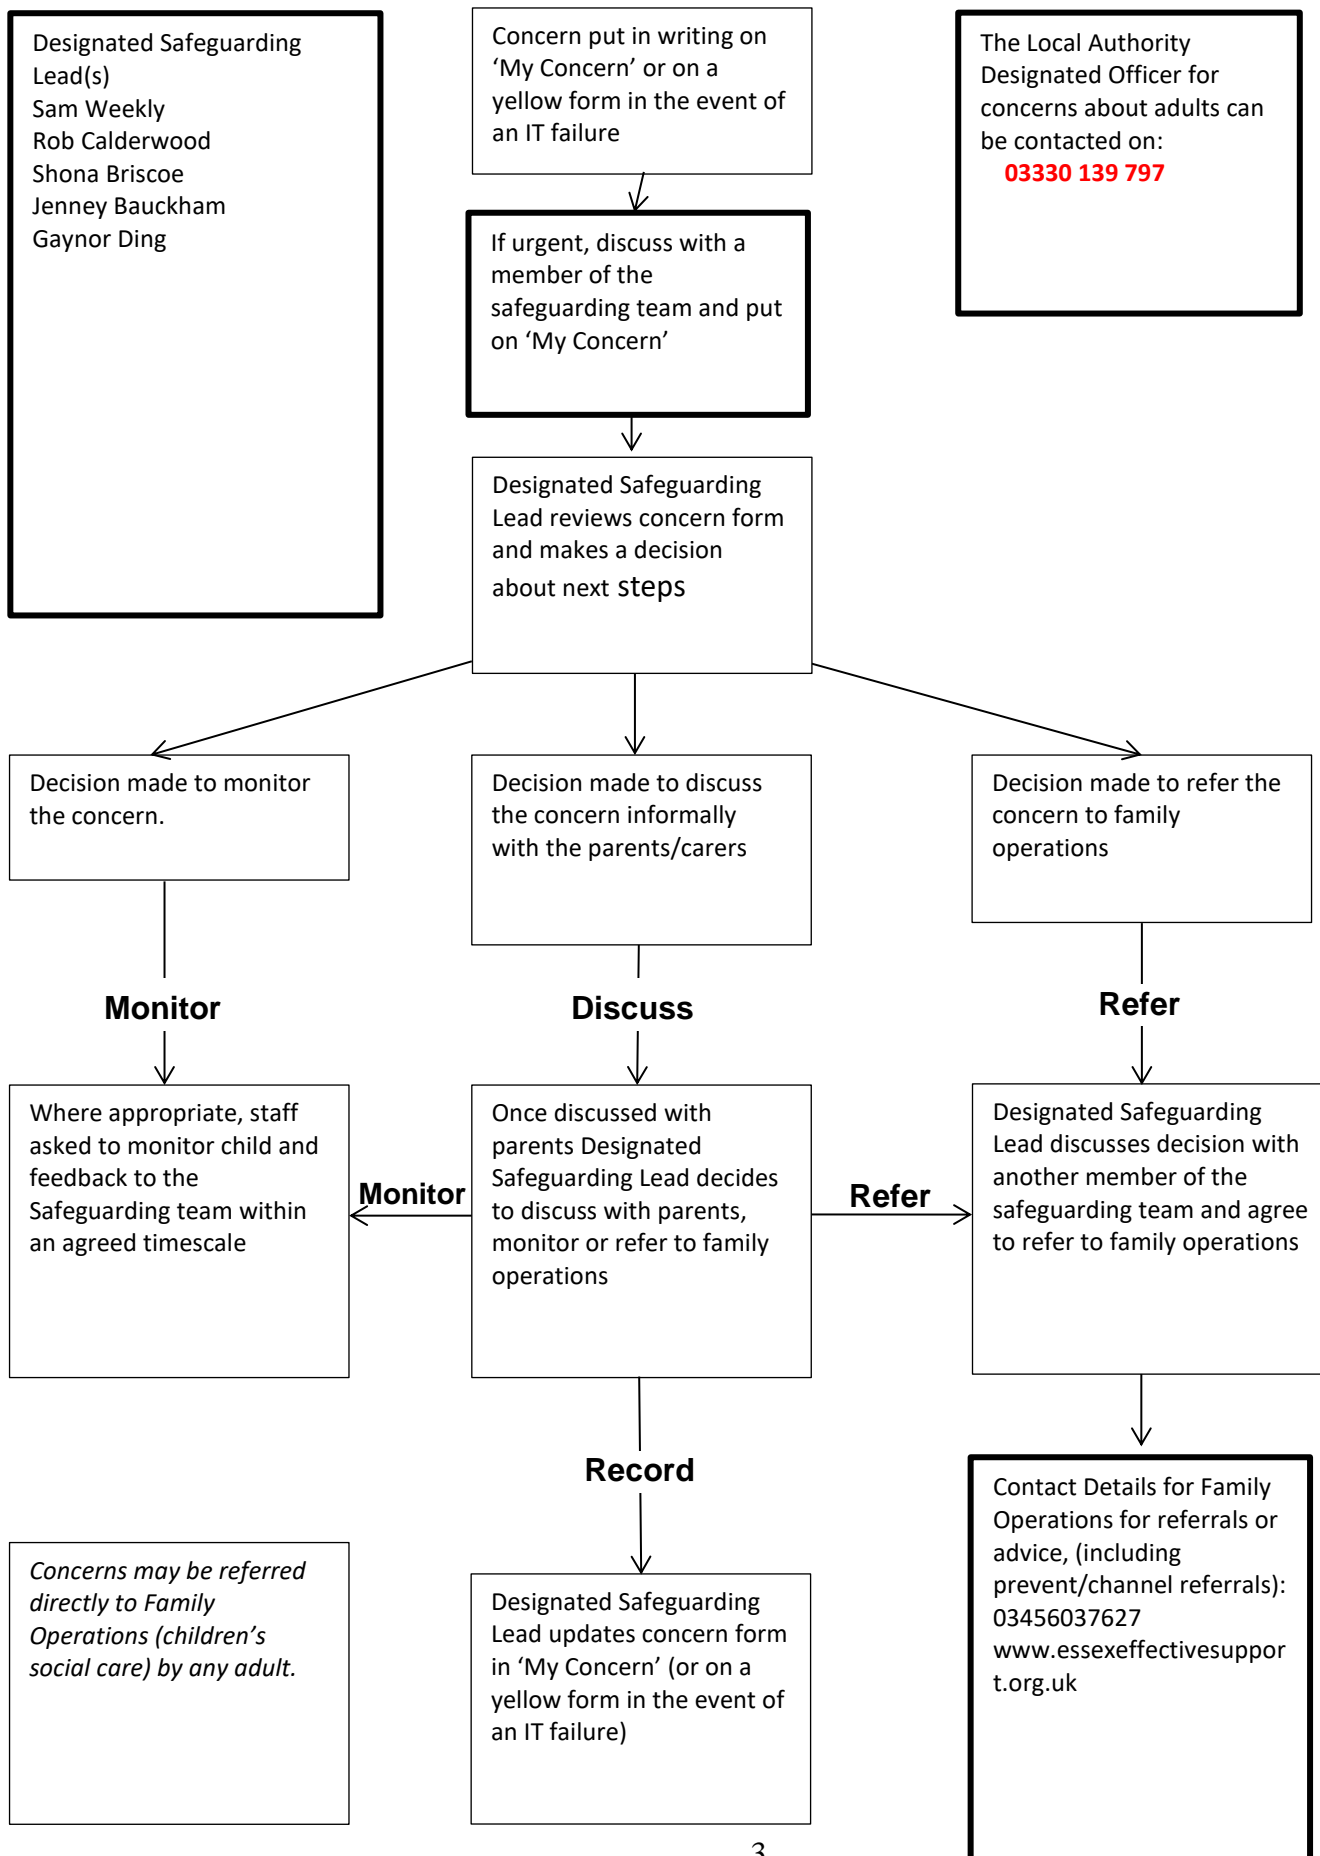 Designated Safeguarding
Lead(s)
Sam Weekly
Rob Calderwood
Shona Briscoe
Jenney Bauckham
Gaynor Ding
Concern put in writing on
‘My Concern’ or on a
yellow form in the event of
an IT failure
The Local Authority
Designated Officer for
concerns about adults can
be contacted on:
03330 139 797
If urgent, discuss with a
member of the
safeguarding team and put
on ‘My Concern’
Designated Safeguarding
Lead reviews concern form
and makes a decision
about next steps
Decision made to monitor
the concern.
Decision made to discuss
the concern informally
with the parents/carers
Decision made to refer the
concern to family
operations
Monitor
Discuss
Refer
Where appropriate, staff
asked to monitor child and
feedback to the
Safeguarding team within
an agreed timescale
Monitor
Once discussed with
parents Designated
Safeguarding Lead decides
to discuss with parents,
monitor or refer to family
operations
Refer
Designated Safeguarding
Lead discusses decision with
another member of the
safeguarding team and agree
to refer to family operations
Record
Concerns may be referred
directly to Family
Operations (children’s
social care) by any adult.
Designated Safeguarding
Lead updates concern form
in ‘My Concern’ (or on a
yellow form in the event of
an IT failure)
Contact Details for Family
Operations for referrals or
advice, (including
prevent/channel referrals):
03456037627
www.essexeffectivesuppor
t.org.uk
3